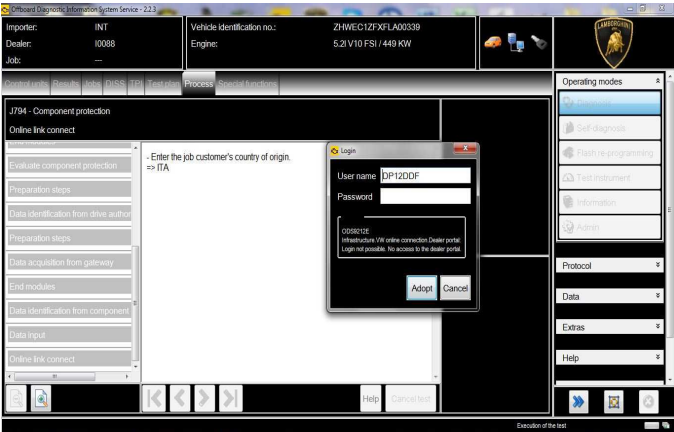 Offboard Diagnostic Information System Service - 2.2.3
Importer: INT
Dealer: I0088
Job: ---
Vehicle identification no.: ZHWEC1ZFXFLA00339
Engine: 5.2l V10 FSI / 449 KW
LAMBORGHINI
Control units Results Jobs DISS TPI Test plan Process Special functions
J794 - Component protection
Online link connect
Evaluate component protection
Preparation steps
Data identification from drive author
Preparation steps
Data acquisition from gateway
End modules
Data identification from component
Data Input
Online link connect
- Enter the job customer's country of origin.
=> ITA
Login
User name DP12DDF
Password
ODS9212E
Infrastructure.VW online connection.Dealer portal:
Login not possible. No access to the dealer portal.
Adopt Cancel
Help Cancel test
Operating modes
Diagnosis
Self-diagnosis
Flash re-programming
Test instrument
Information
Admin
Protocol
Data
Extras
Help
Execution of the test